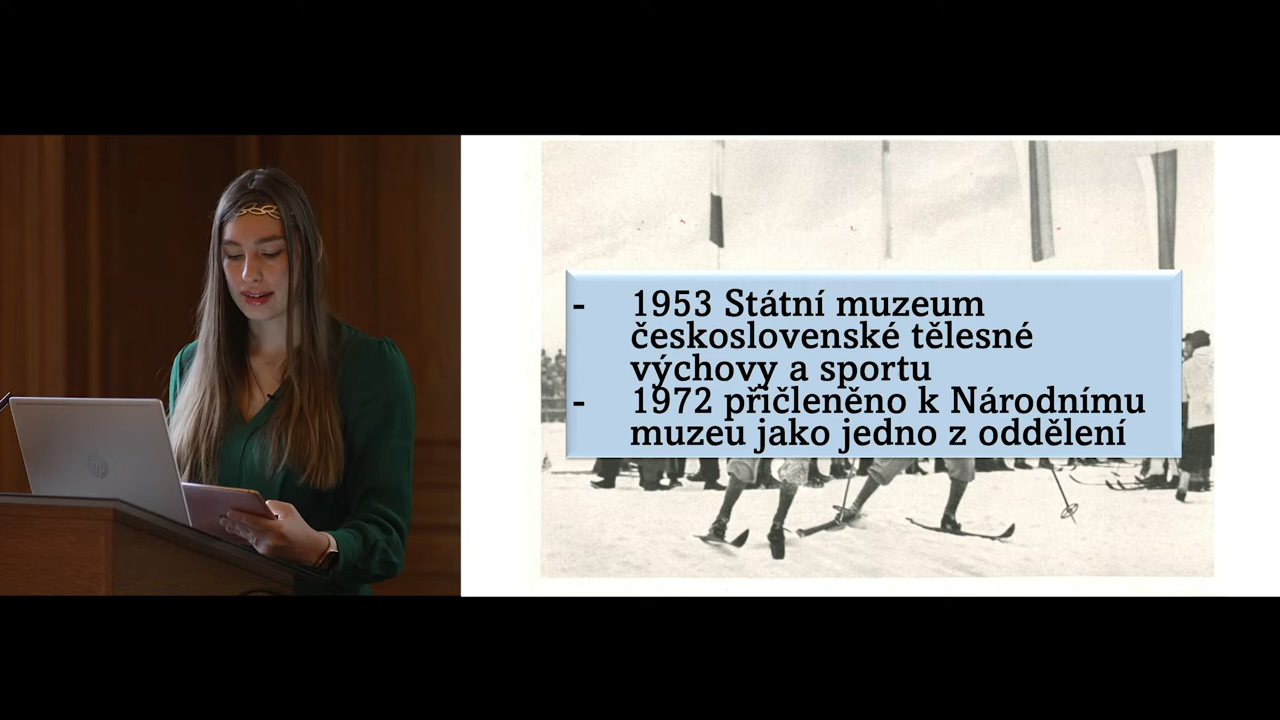 - 1953 Státní muzeum
československé tělesné
výchovy a sportu
- 1972 přičleněno k Národnímu
muzeu jako jedno z oddělení